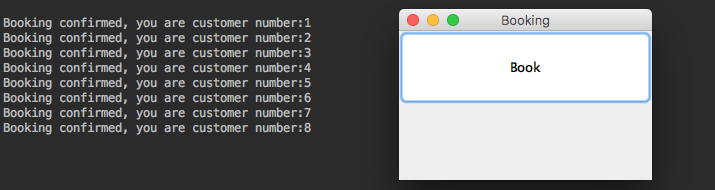 Booking confirmed, you are customer number:1
Booking confirmed, you are customer number:2
Booking confirmed, you are customer number:3
Booking confirmed, you are customer number:4
Booking confirmed, you are customer number:5
Booking confirmed, you are customer number:6
Booking confirmed, you are customer number:7
Booking confirmed, you are customer number:8
Booking
Book